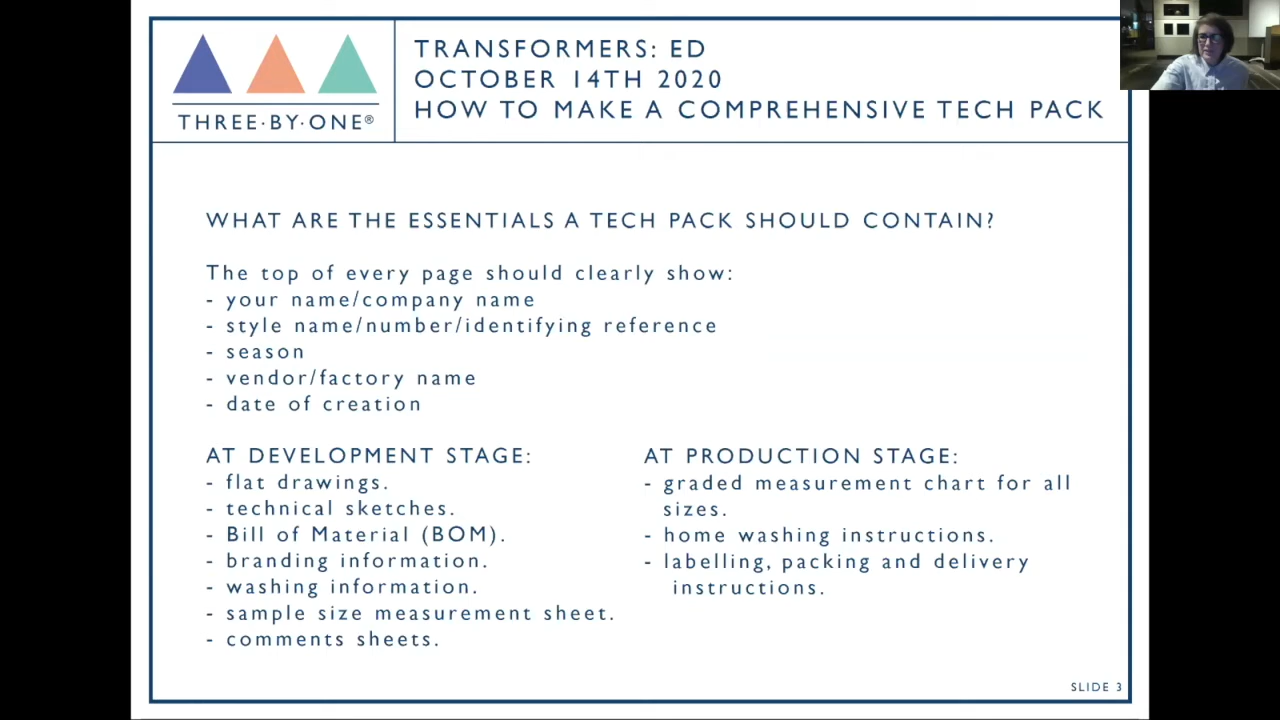 THREE·BY·ONE®
TRANSFORMERS: ED
OCTOBER 14TH 2020
HOW TO MAKE A COMPREHENSIVE TECH PACK
WHAT ARE THE ESSENTIALS A TECH PACK SHOULD CONTAIN?
The top of every page should clearly show:
- your name/company name
- style name/number/identifying reference
- season
- vendor/factory name
- date of creation
AT DEVELOPMENT STAGE:
- flat drawings.
- technical sketches.
- Bill of Material (BOM).
- branding information.
- washing information.
- sample size measurement sheet.
- comments sheets.
AT PRODUCTION STAGE:
- graded measurement chart for all
sizes.
- home washing instructions.
- labelling, packing and delivery
instructions.
SLIDE 3